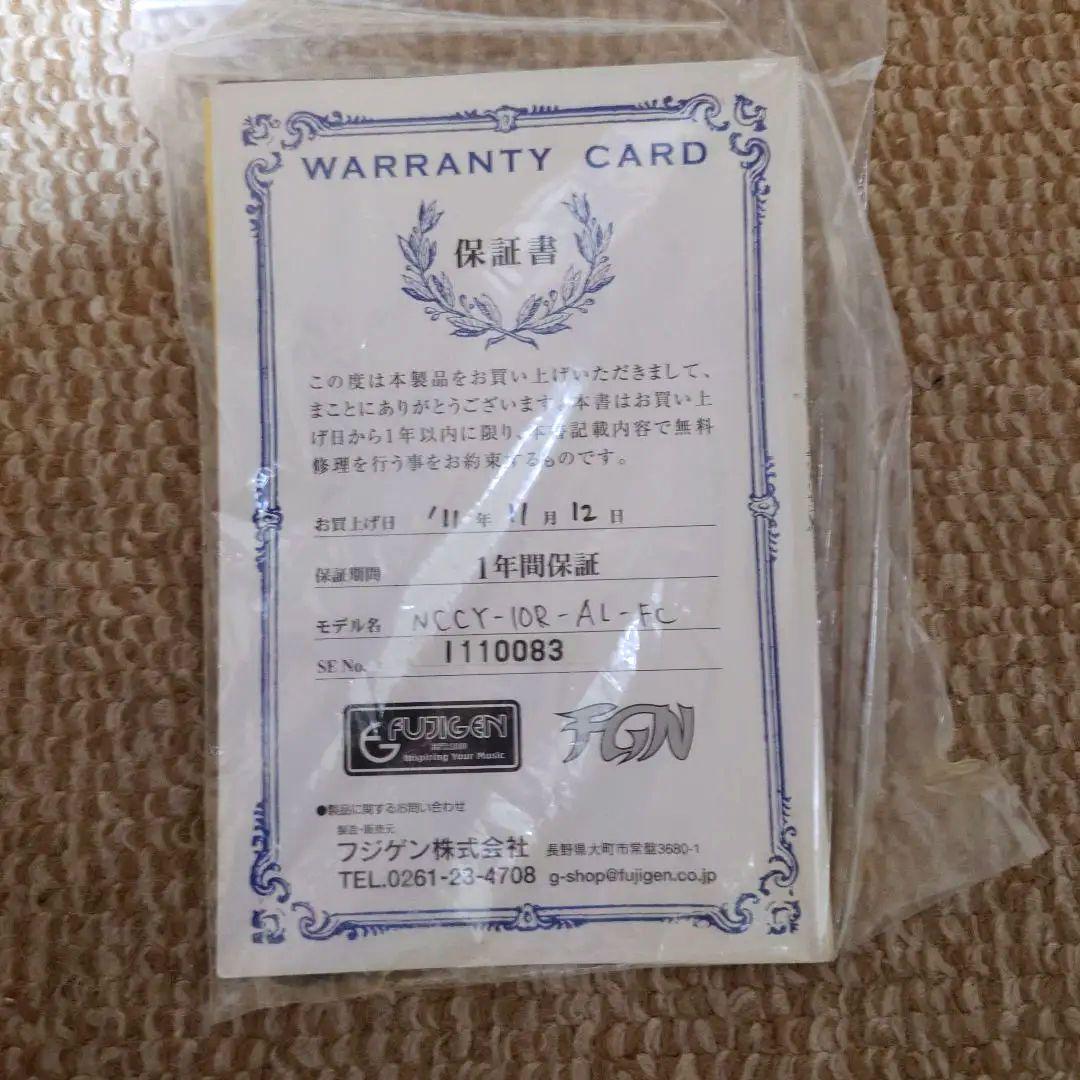 WARRANTY CARD
保証書
この度は本製品をお買い上げいただきまして、
まことにありがとうございます。本書はお買い上
げ日から1年以内に限り、本書記載内容で無料
修理を行う事をお約束するものです。
お買上げ日 '11年 11月 12日
保証期間 1年間保証
モデル名 NCCY-10R-AL-FC
SE No. 1110083
FUJIGEN
Inspiring Your Music
FGN
●製品に関するお問い合わせ
製造・販売元
フジゲン株式会社 長野県大町市常盤3680-1
TEL.0261-23-4708 g-shop@fujigen.co.jp